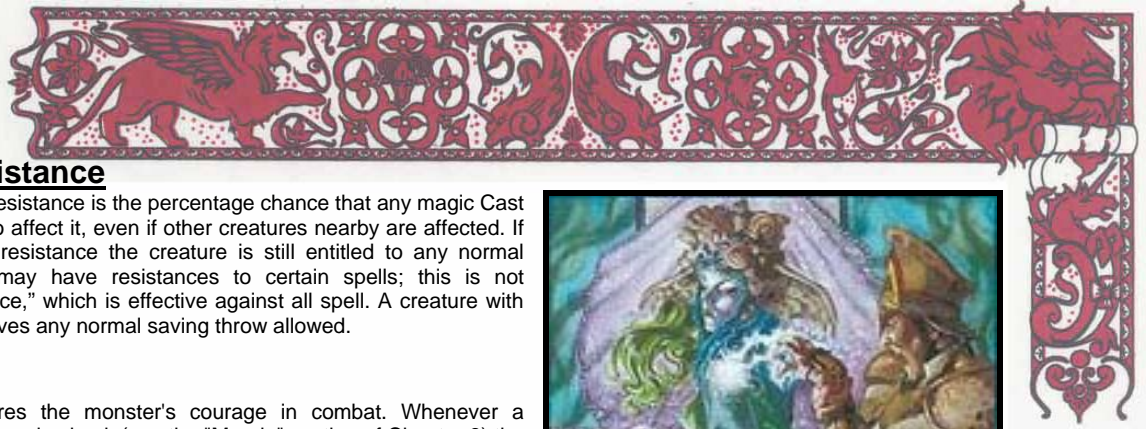 istance
esistance is the percentage chance that any magic Cast
o affect it, even if other creatures nearby are affected. If
resistance the creature is still entitled to any normal
may have resistances to certain spells; this is not
ce,” which is effective against all spell. A creature with
ves any normal saving throw allowed.
res the monster's courage in combat. Whenever a